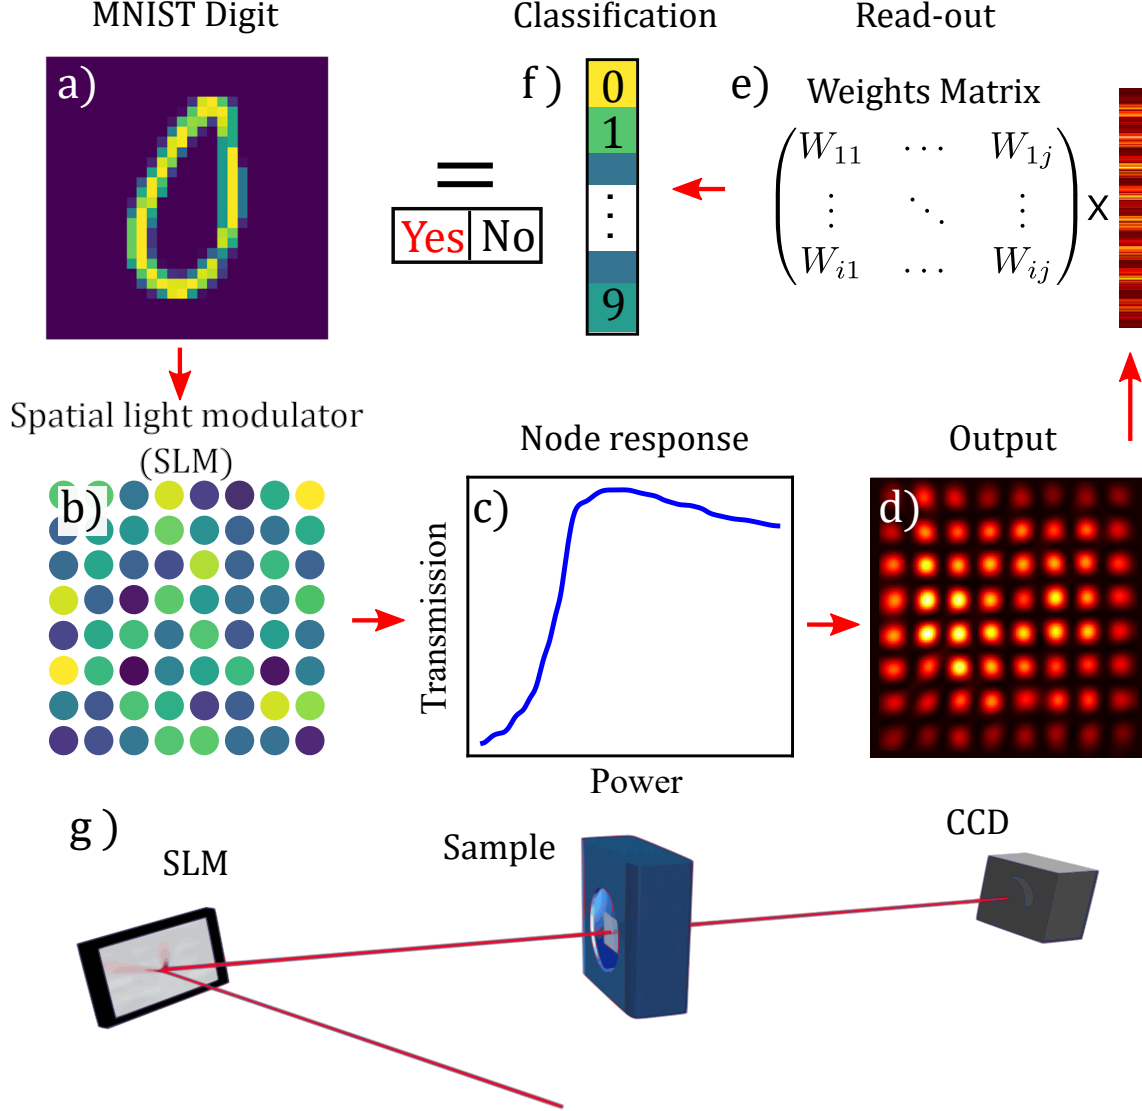 MNIST Digit
Classification
Read-out
a)
f )
e)
0
1
⋮
9
=
Yes No
Weights Matrix
W11 ... W1j
⋮ ⋱ ⋮
Wi1 ... Wij
X
Spatial light modulator
(SLM)
b)
Node response
c)
Transmission
Power
Output
d)
g )
SLM
Sample
CCD